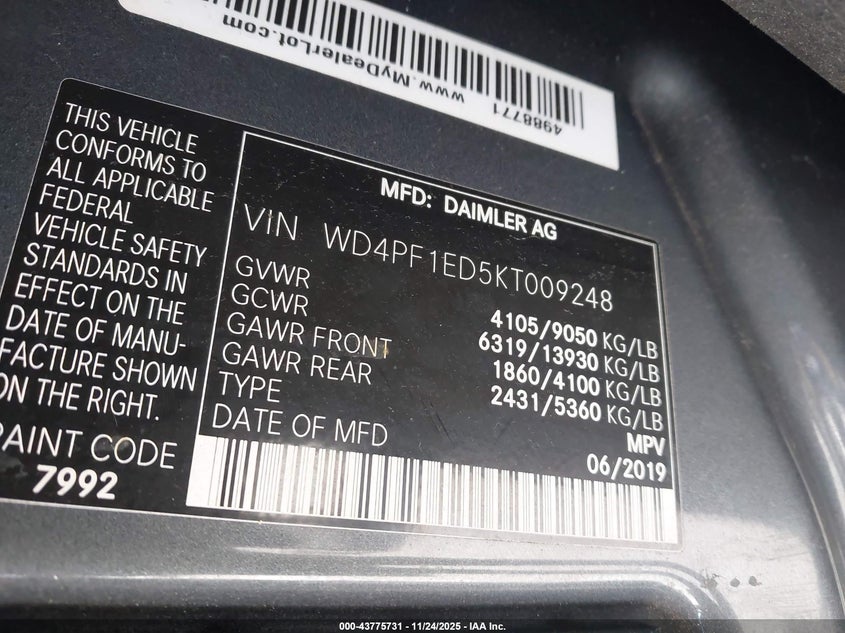 www.MyDealerLot.com
4988771
THIS VEHICLE
CONFORMS TO
ALL APPLICABLE
FEDERAL
VEHICLE SAFETY
STANDARDS IN
EFFECT ON THE
DATE OF MANU-
FACTURE SHOWN
ON THE RIGHT.
PAINT CODE
7992
MFD: DAIMLER AG
VIN WD4PF1ED5KT009248
GVWR 4105/9050 KG/LB
GCWR 6319/13930 KG/LB
GAWR FRONT 1860/4100 KG/LB
GAWR REAR 2431/5360 KG/LB
TYPE MPV
DATE OF MFD 06/2019
000-43775731 - 11/24/2025 - IAA Inc.